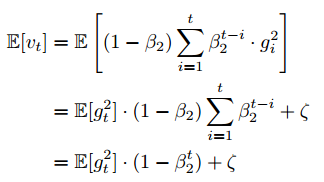 𝔼[v_t] = 𝔼 [ (1 − β_2) ∑_{i=1}^{t} β_2^{t−i} · g_i^2 ]
= 𝔼[g_t^2] · (1 − β_2) ∑_{i=1}^{t} β_2^{t−i} + ζ
= 𝔼[g_t^2] · (1 − β_2^t) + ζ